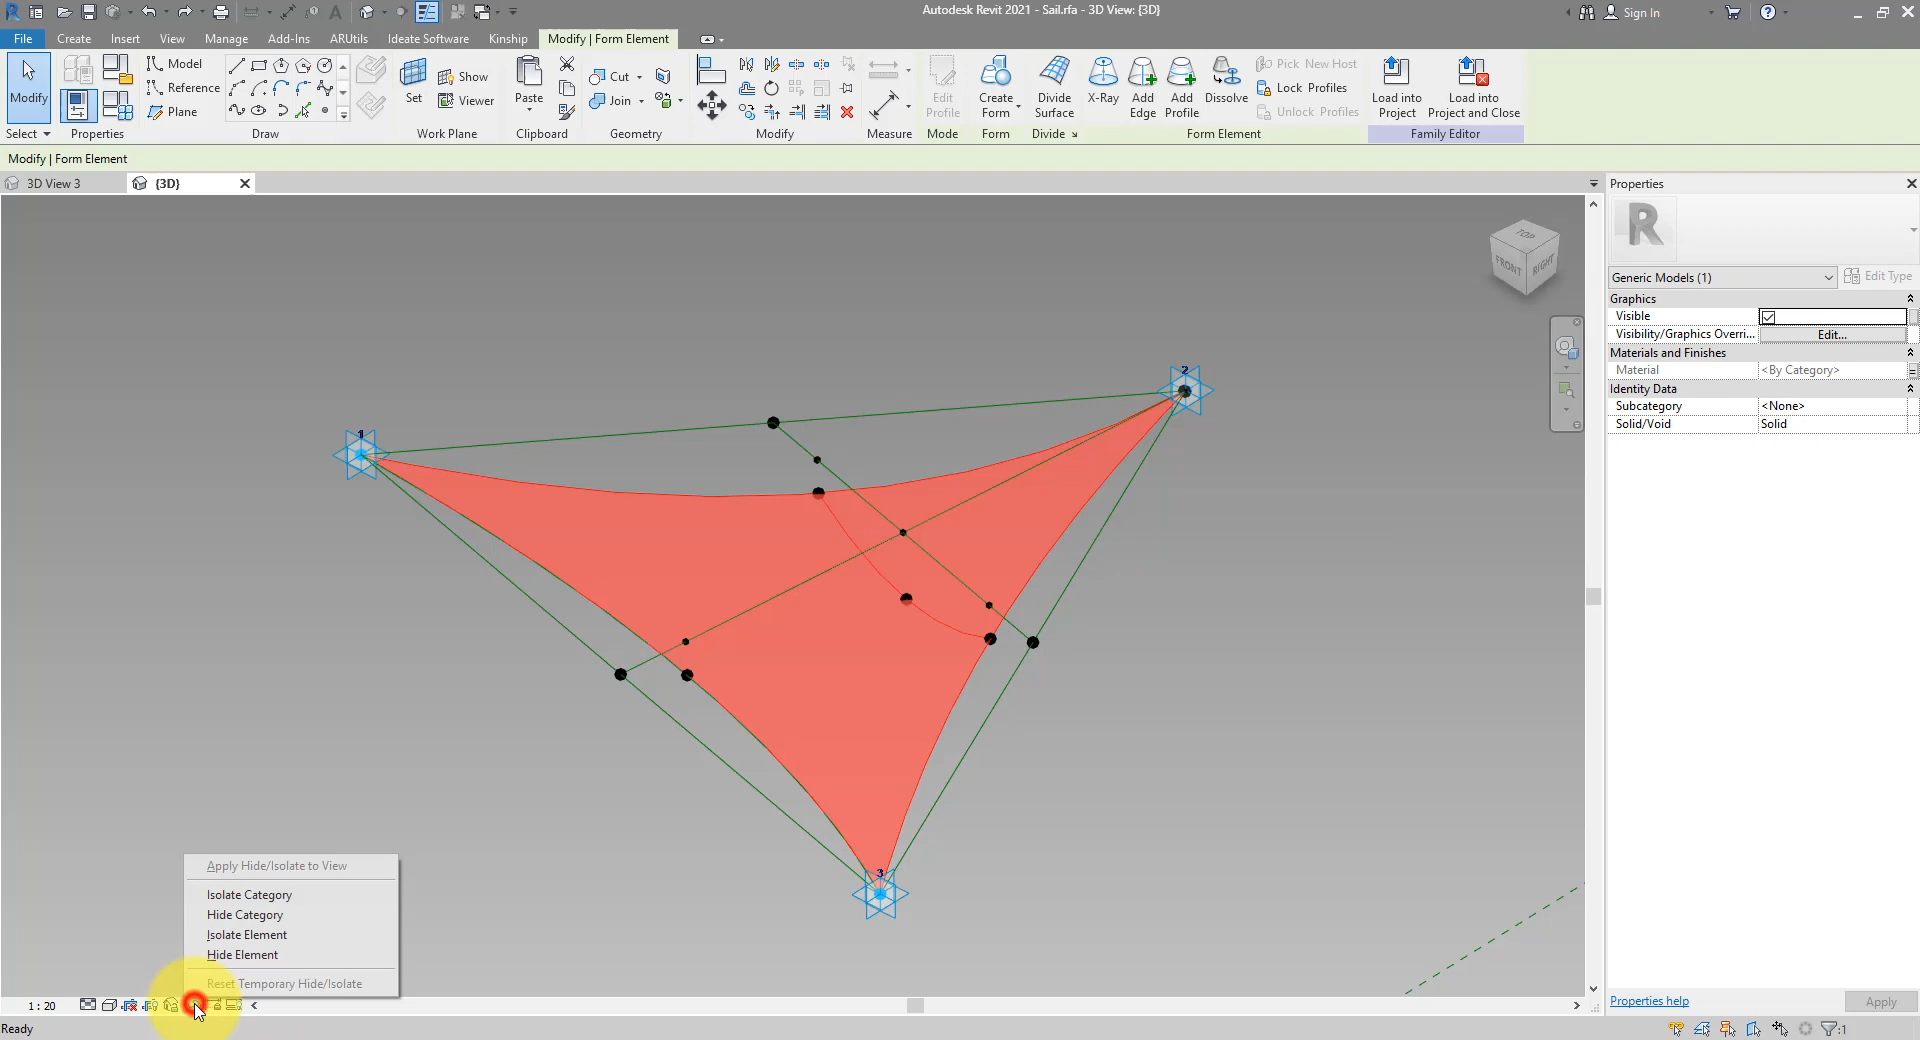 Autodesk Revit 2021 - Sail.rfa - 3D View: {3D}
Sign In
File Create Insert View Manage Add-Ins ARUtils Ideate Software Kinship Modify | Form Element
Modify
Select
Properties
Model
Reference
Plane
Draw
Set
Show
Viewer
Work Plane
Paste
Clipboard
Cut
Join
Geometry
Modify
Measure
Edit Profile
Mode
Create Form
Form
Divide Surface
Divide
X-Ray
Add Edge
Add Profile
Dissolve
Pick New Host
Lock Profiles
Unlock Profiles
Form Element
Load into Project
Load into Project and Close
Family Editor
Modify | Form Element
3D View 3
{3D}
Properties
TOP
FRONT
RIGHT
R
Generic Models (1)
Edit Type
Graphics
Visible
Visibility/Graphics Overri... Edit...
Materials and Finishes
Material <By Category>
Identity Data
Subcategory <None>
Solid/Void Solid
1
2
3
Apply Hide/Isolate to View
Isolate Category
Hide Category
Isolate Element
Hide Element
Reset Temporary Hide/Isolate
1 : 20
Properties help
Apply
Ready
:1